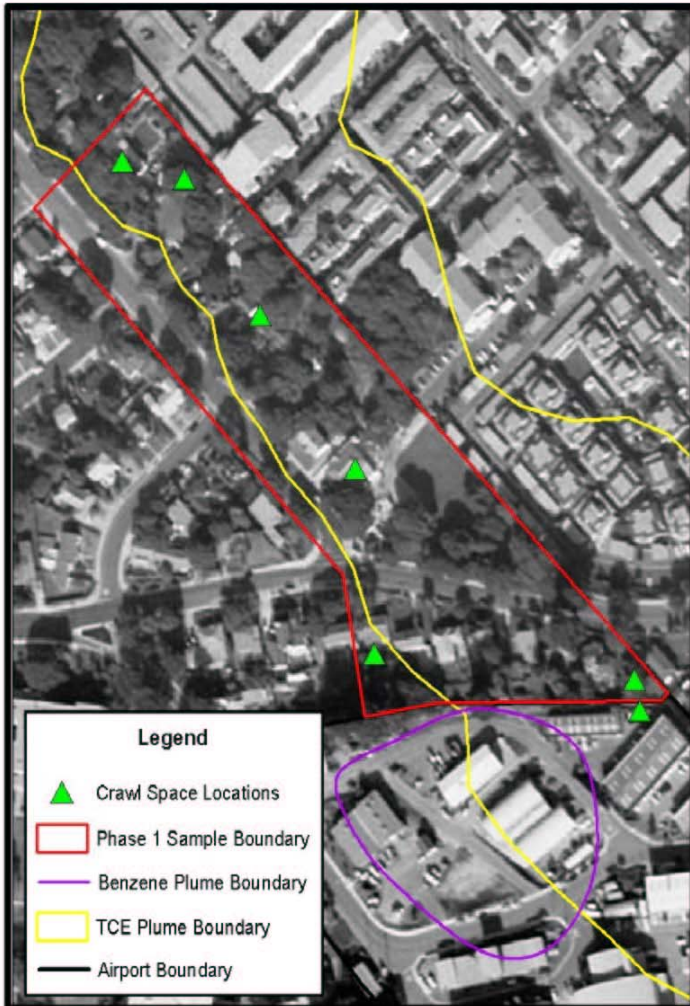 Legend
Crawl Space Locations
Phase 1 Sample Boundary
Benzene Plume Boundary
TCE Plume Boundary
Airport Boundary